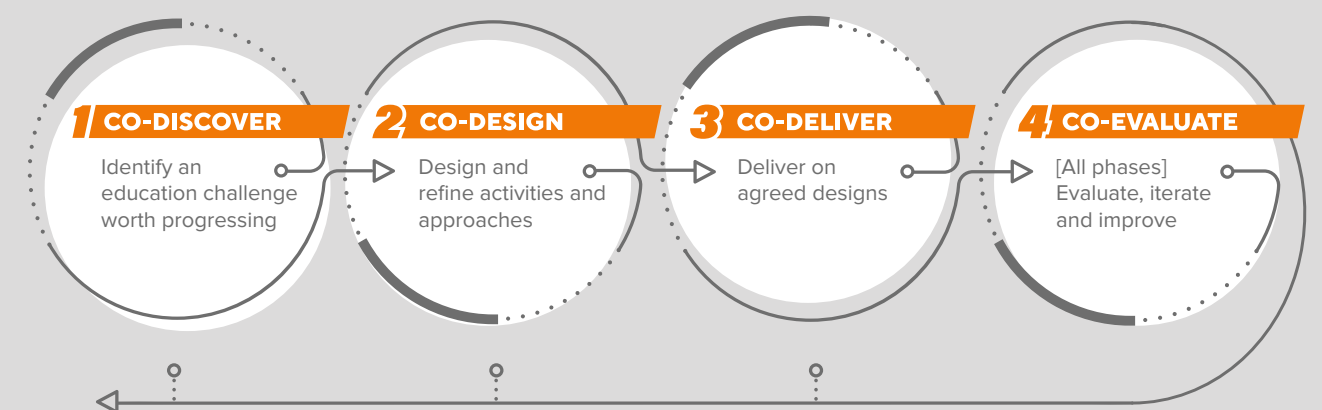 1 CO-DISCOVER
Identify an
education challenge
worth progressing
2 CO-DESIGN
Design and
refine activities and
approaches
3 CO-DELIVER
Deliver on
agreed designs
4 CO-EVALUATE
[All phases]
Evaluate, iterate
and improve